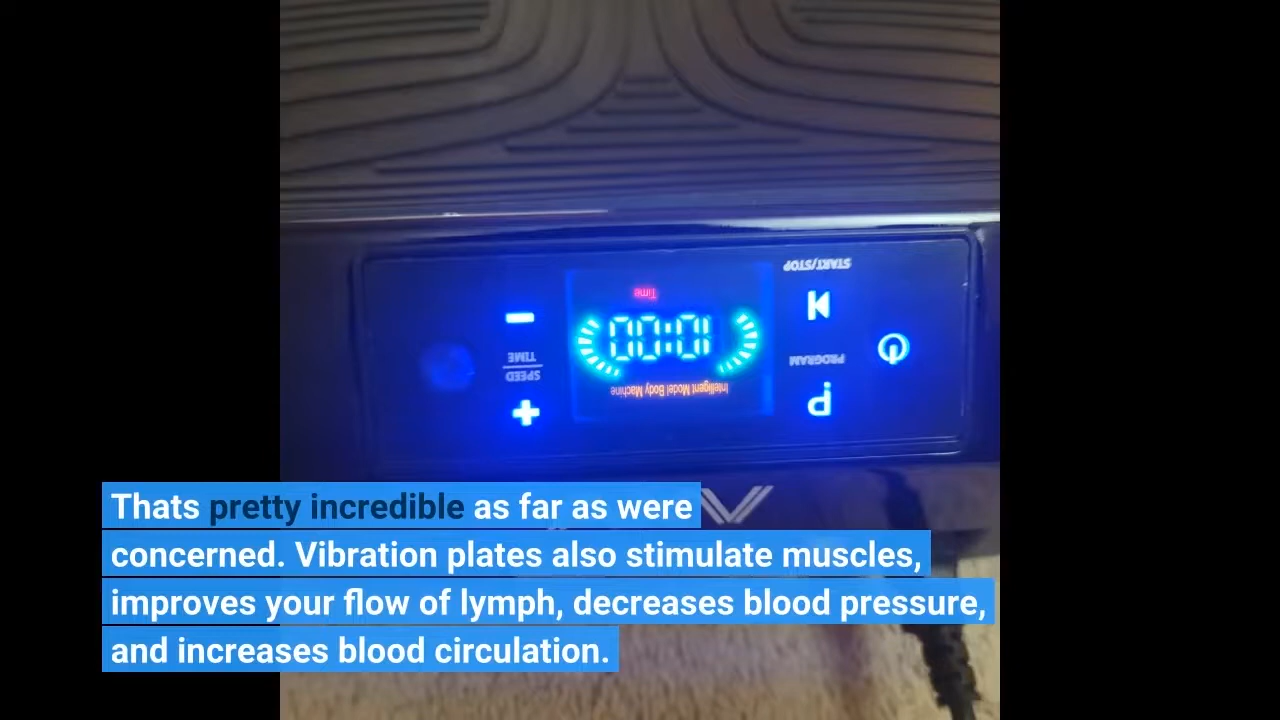 P
PROGRAM
START/STOP
Intelligent Model Body Machine
10:00
Time
+
SPEED
TIME
-
Thats pretty incredible as far as were
concerned. Vibration plates also stimulate muscles,
improves your flow of lymph, decreases blood pressure,
and increases blood circulation.